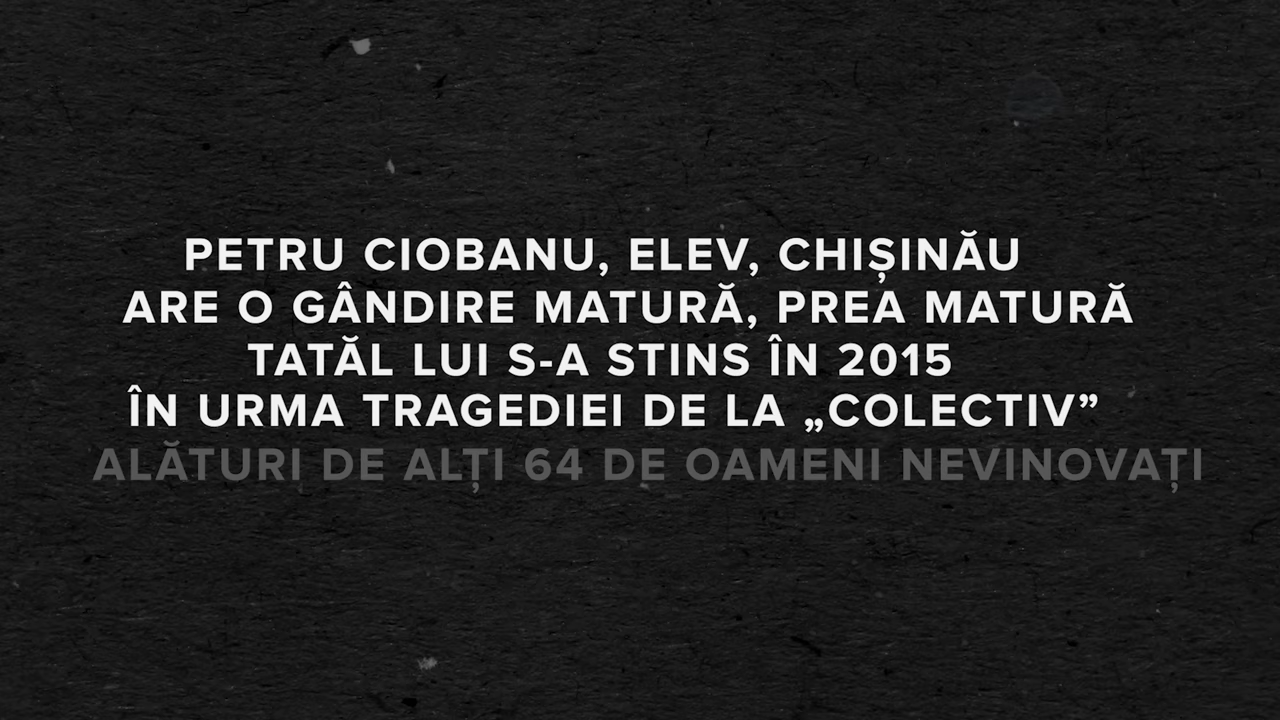 PETRU CIOBANU, ELEV, CHIȘINĂU
ARE O GÂNDIRE MATURĂ, PREA MATURĂ
TATĂL LUI S-A STINS ÎN 2015
ÎN URMA TRAGEDIEI DE LA „COLECTIV”
ALĂTURI DE ALȚI 64 DE OAMENI NEVINOVAȚI